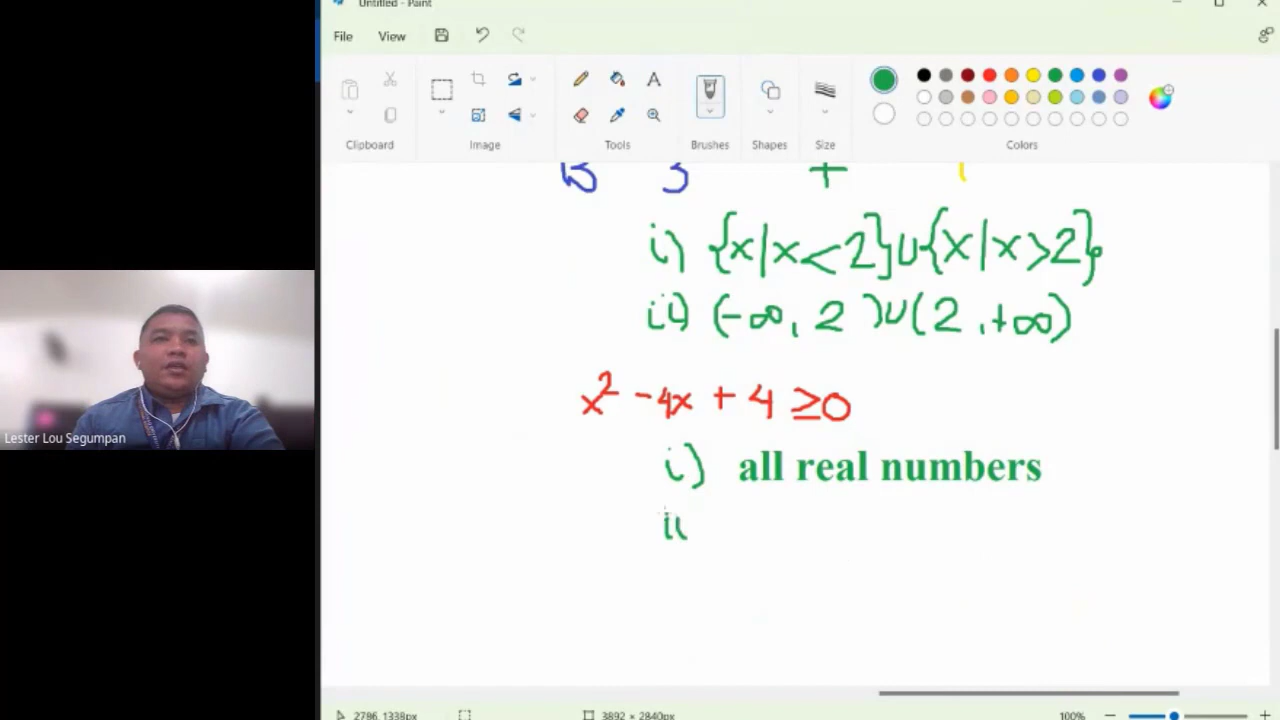 Untitled - Paint
File View
Clipboard Image Tools Brushes Shapes Size Colors
3 +
i) {x|x<2}∪{x|x>2}
ii) (-∞, 2)∪(2, +∞)
x² - 4x + 4 ≥0
i) all real numbers
ii
Lester Lou Segumpan
2786, 1338px 3892 × 2840px 100%